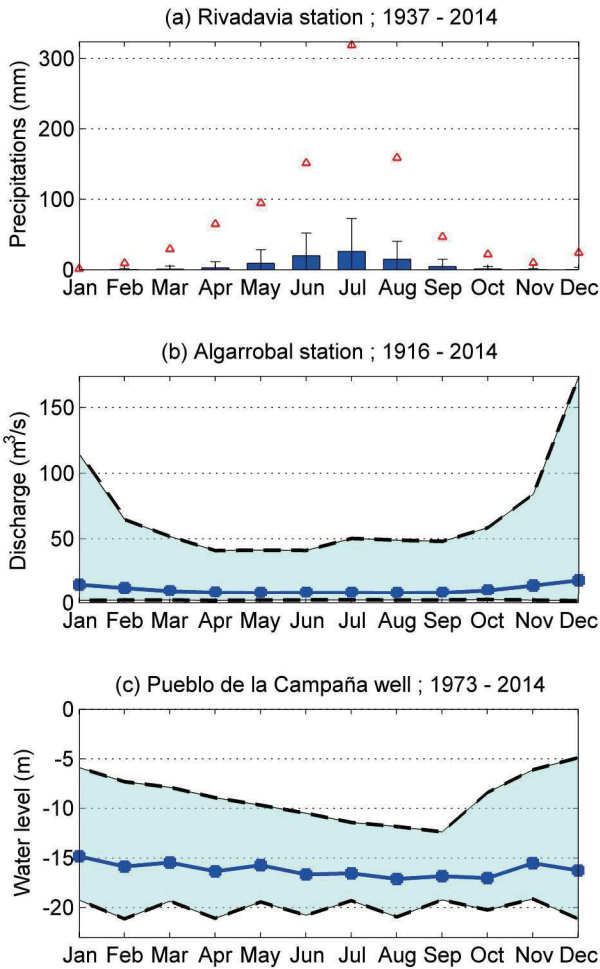 (a) Rivadavia station ; 1937 - 2014
Precipitations (mm)
300
200
100
0
Jan Feb Mar Apr May Jun Jul Aug Sep Oct Nov Dec
(b) Algarrobal station ; 1916 - 2014
Discharge (m³/s)
150
100
50
0
Jan Feb Mar Apr May Jun Jul Aug Sep Oct Nov Dec
(c) Pueblo de la Campaña well ; 1973 - 2014
Water level (m)
0
-5
-10
-15
-20
Jan Feb Mar Apr May Jun Jul Aug Sep Oct Nov Dec